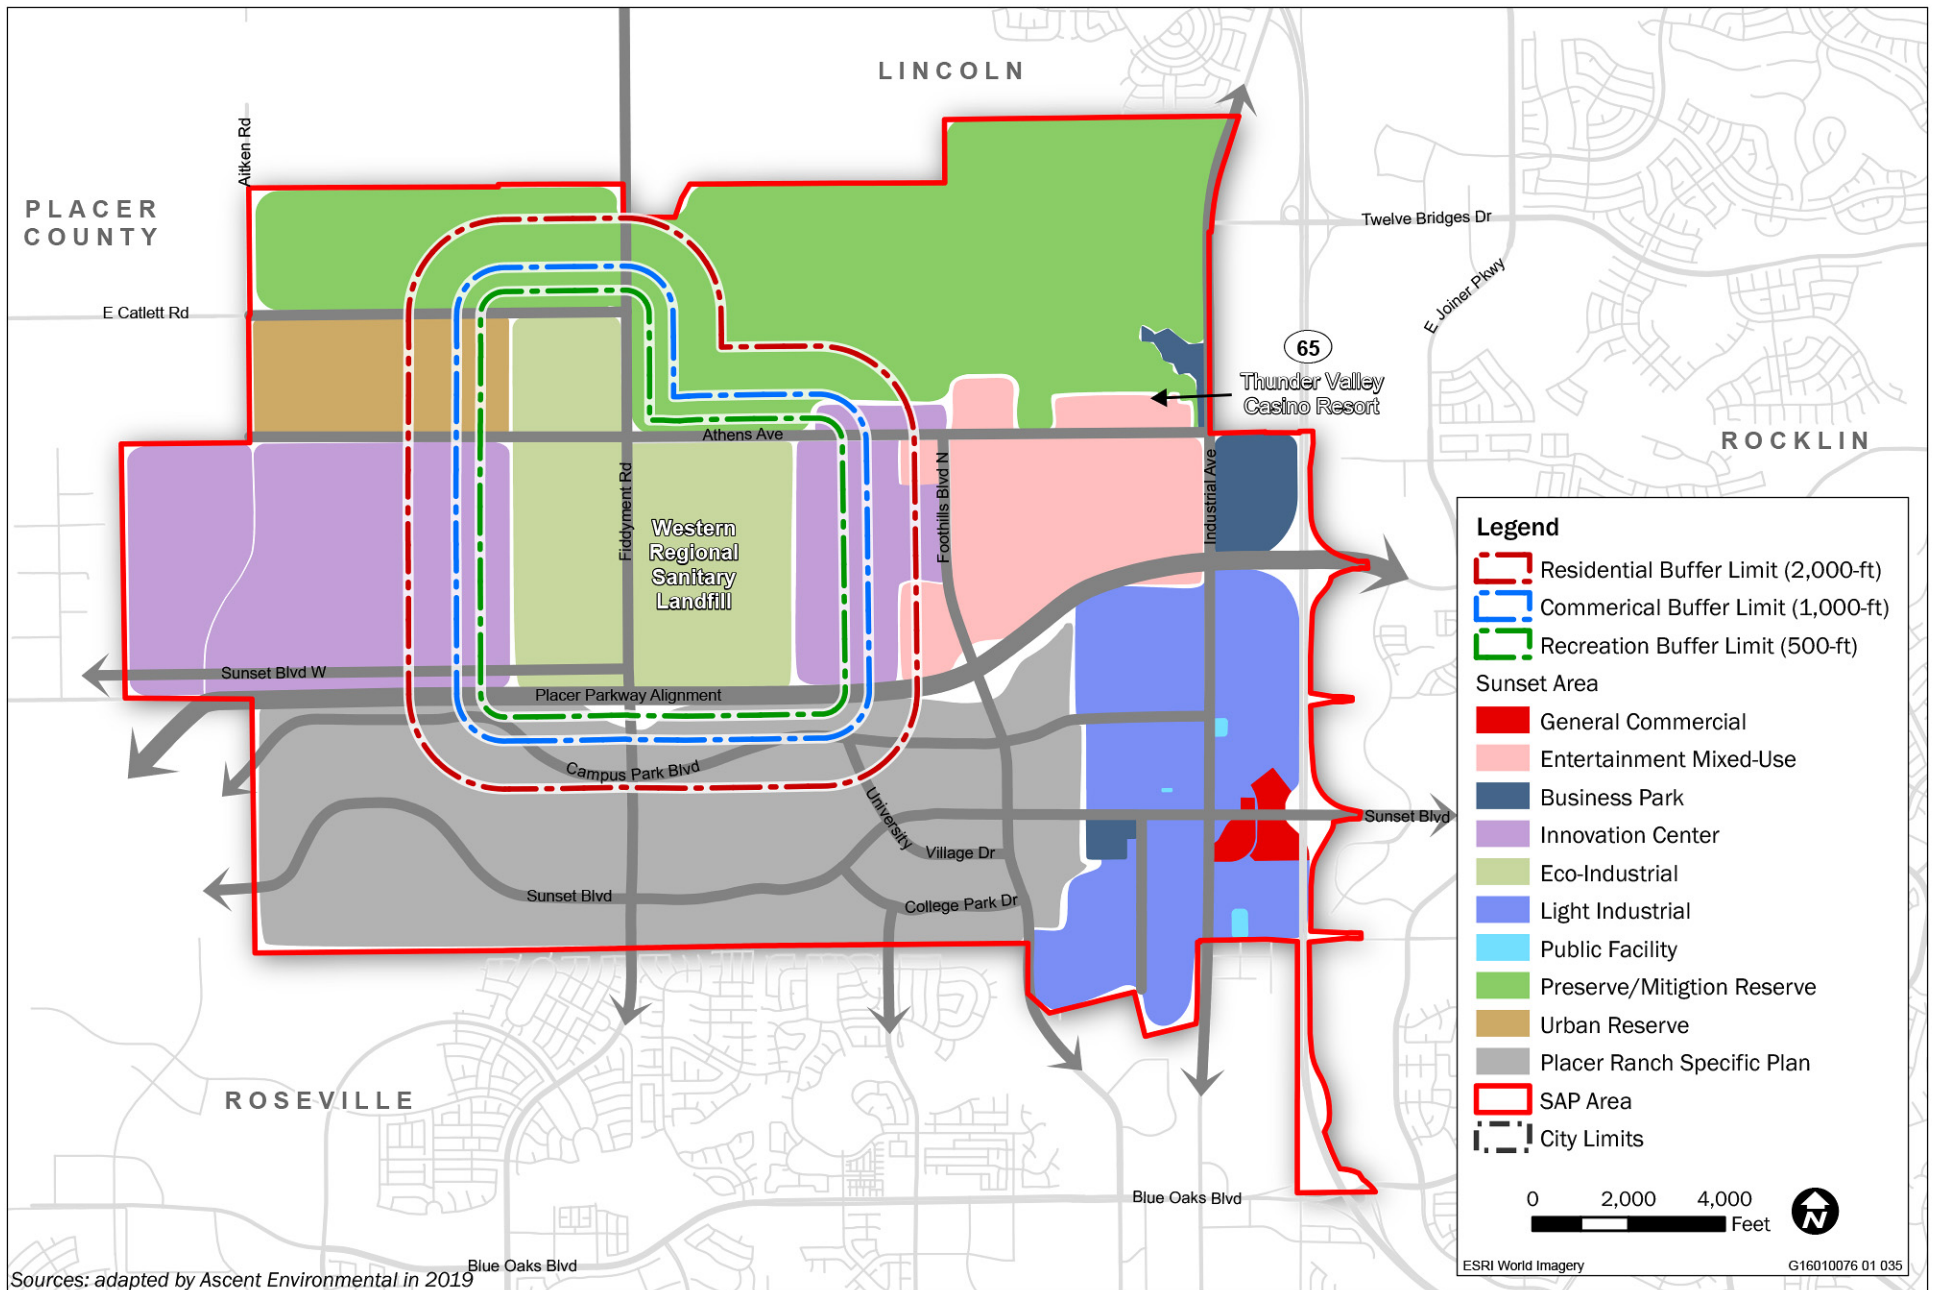 LINCOLN
Aitken Rd
PLACER
COUNTY
Twelve Bridges Dr
E Catlett Rd
E. Joiner Pkwy
65
Thunder Valley
Casino Resort
Athens Ave
ROCKLIN
Fiddyment Rd
Foothills Blvd N
Industrial Ave
Western
Regional
Sanitary
Landfill
Sunset Blvd W
Placer Parkway Alignment
Campus Park Blvd
University
Village Dr
Sunset Blvd
Sunset Blvd
College Park Dr
ROSEVILLE
Blue Oaks Blvd
Blue Oaks Blvd
Sources: adapted by Ascent Environmental in 2019
Legend
Residential Buffer Limit (2,000-ft)
Commerical Buffer Limit (1,000-ft)
Recreation Buffer Limit (500-ft)
Sunset Area
General Commercial
Entertainment Mixed-Use
Business Park
Innovation Center
Eco-Industrial
Light Industrial
Public Facility
Preserve/Mitigtion Reserve
Urban Reserve
Placer Ranch Specific Plan
SAP Area
City Limits
0 2,000 4,000
Feet
N
ESRI World Imagery
G16010076 01 035